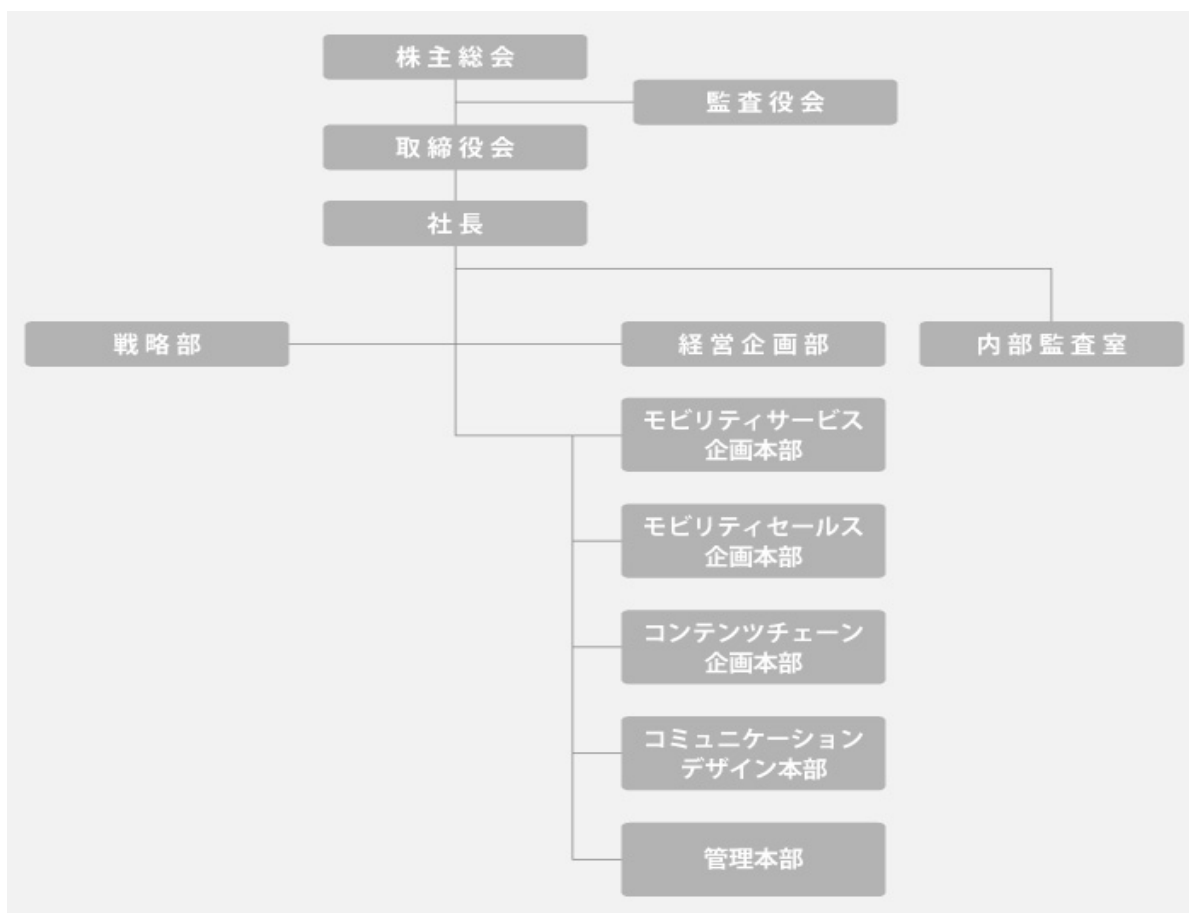 株主総会
監査役会
取締役会
社長
戦略部
経営企画部
内部監査室
モビリティサービス
企画本部
モビリティセールス
企画本部
コンテンツチェーン
企画本部
コミュニケーション
デザイン本部
管理本部